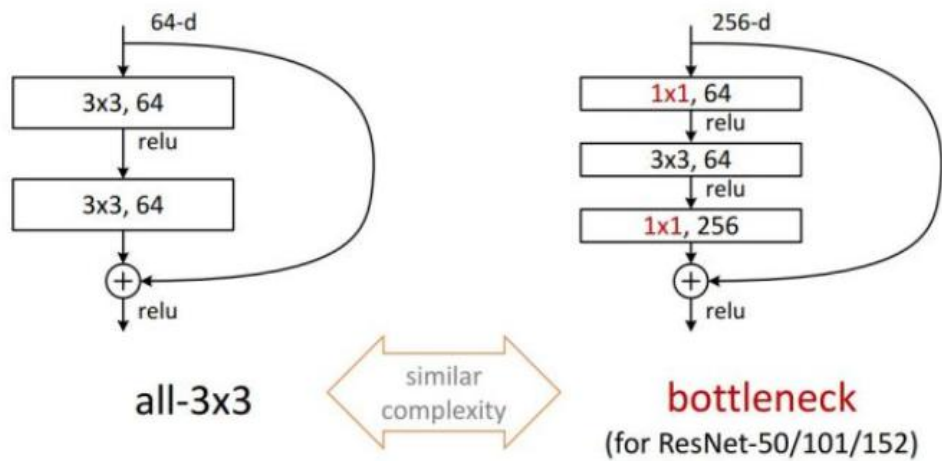 64-d
3x3, 64
relu
3x3, 64
relu
all-3x3
similar
complexity
256-d
1x1, 64
relu
3x3, 64
relu
1x1, 256
relu
bottleneck
(for ResNet-50/101/152)